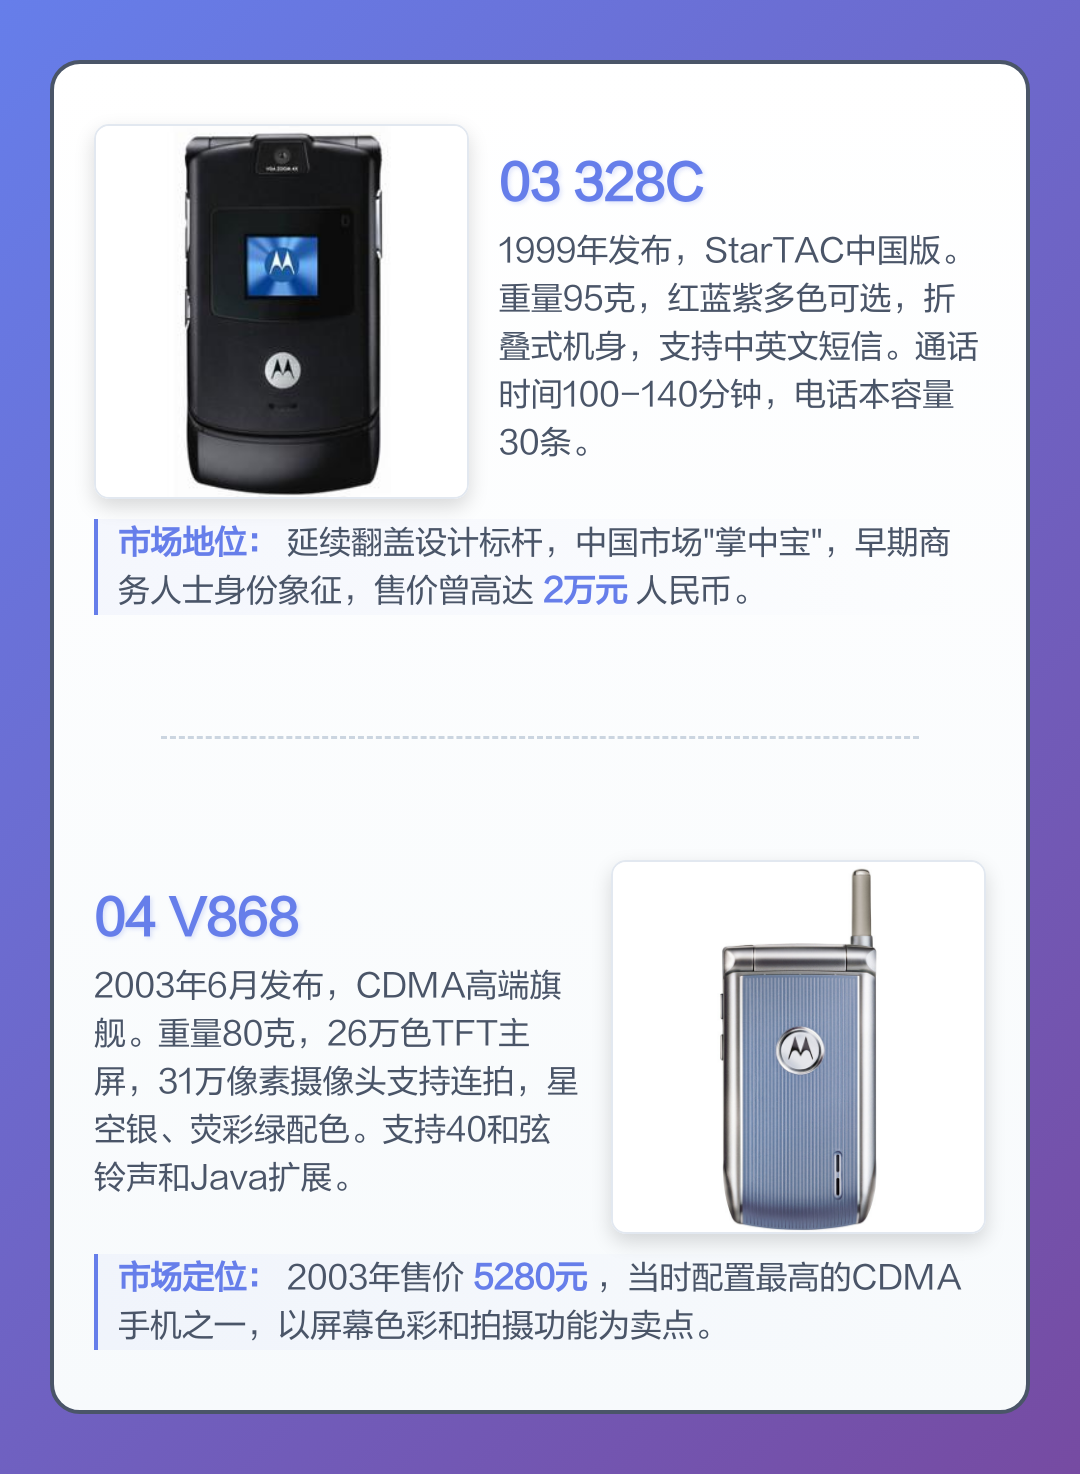 03 328C
1999年发布，StarTAC中国版。
重量95克，红蓝紫多色可选，折
叠式机身，支持中英文短信。通话
时间100-140分钟，电话本容量
30条。
市场地位： 延续翻盖设计标杆，中国市场"掌中宝"，早期商
务人士身份象征，售价曾高达 2万元 人民币。
04 V868
2003年6月发布，CDMA高端旗
舰。重量80克，26万色TFT主
屏，31万像素摄像头支持连拍，星
空银、荧彩绿配色。支持40和弦
铃声和Java扩展。
市场定位： 2003年售价 5280元 ，当时配置最高的CDMA
手机之一，以屏幕色彩和拍摄功能为卖点。